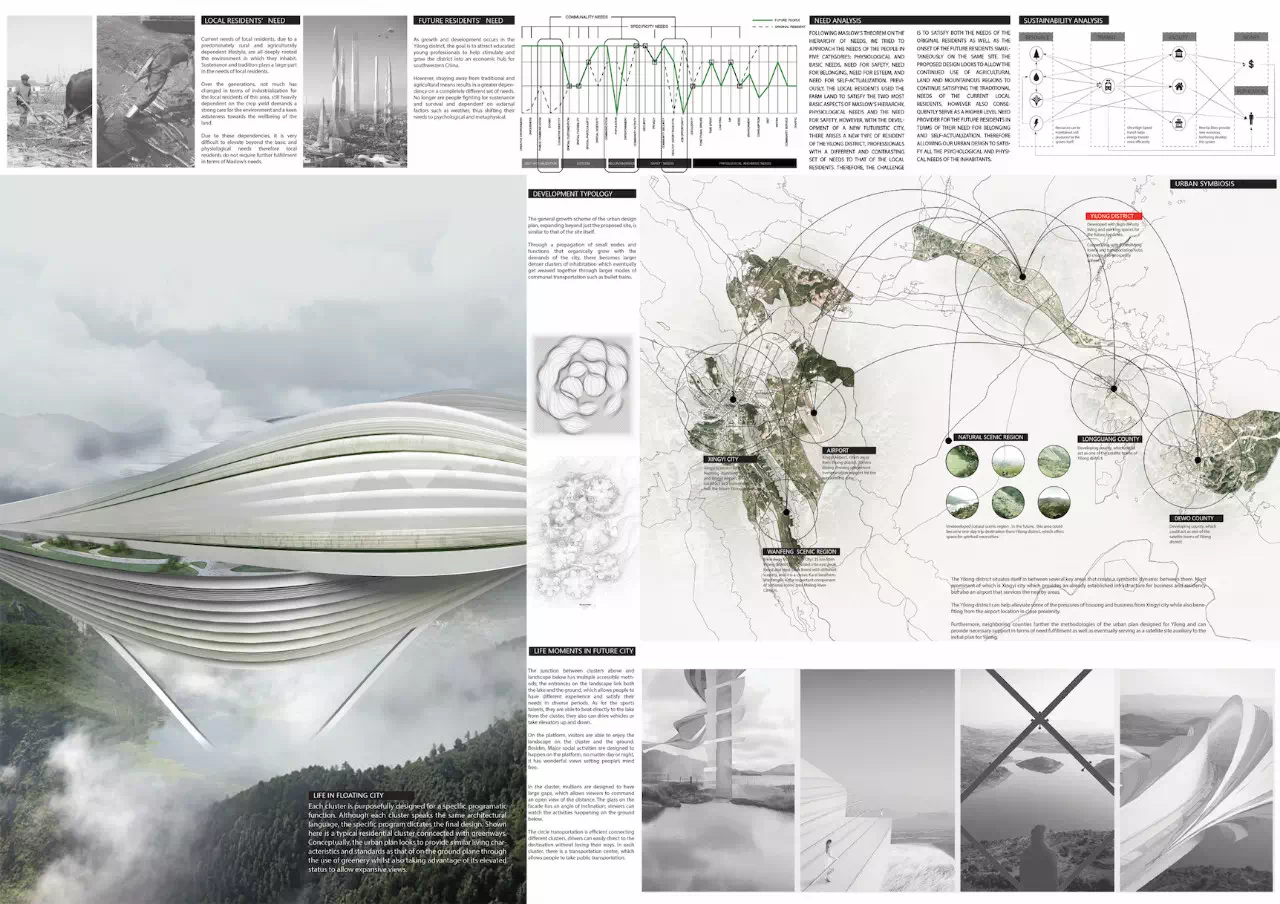 LOCAL RESIDENTS' NEED
Current needs of local residents, due to a
predominately rural and agriculturally
dependent lifestyle, are all deeply rooted
the environment in which they inhabit.
Sustenance and tradition plays a large part
in the needs of local residents.
Over the generations, not much has
changed in terms of industrialisation for
the local residents of this area, still heavily
dependent on the crop yield demands a
strong care for the environment and a keen
awareness towards the wellbeing of the
land.
Due to these dependencies, it is very
difficult to elevate beyond the basic and
physiological needs therefore local
residents do not require further fulfillment
in terms of Maslow's needs.
FUTURE RESIDENTS' NEED
As growth and development occurs in the
Yilong district, the goal is to attract educated
young professionals to help stimulate and
grow the district into an economic hub for
southwestern China.
However, straying away from traditional and
agricultural means results in a greater depen-
dence on a completely different set of needs.
No longer are people fighting for sustenance
and survival and dependent on external
factors such as weather, thus shifting their
needs to psychological and metaphysical.
COMMUNALITY NEEDS
SPECIFICITY NEEDS
FUTURE PEOPLE
ORIGINAL RESIDENT
NEED ANALYSIS
FOLLOWING MASLOW'S THEOREM ON THE
HIERARCHY OF NEEDS, WE TRIED TO
APPROACH THE NEEDS OF THE PEOPLE IN
FIVE CATEGORIES: PHYSIOLOGICAL AND
BASIC NEEDS, NEED FOR SAFETY, NEED
FOR BELONGING, NEED FOR ESTEEM, AND
NEED FOR SELF-ACTUALIZATION. PREVI-
OUSLY, THE LOCAL RESIDENTS USED THE
FARM LAND TO SATISFY THE TWO MOST
BASIC ASPECTS OF MASLOW'S HIERARCHY,
PHYSIOLOGICAL NEEDS AND THE NEED
FOR SAFETY. HOWEVER, WITH THE DEVEL-
OPMENT OF A NEW FUTURISTIC CITY,
THERE ARISES A NEW TYPE OF RESIDENT
OF THE YILONG DISTRICT, PROFESSIONALS
WITH A DIFFERENT AND CONTRASTING
SET OF NEEDS TO THAT OF THE LOCAL
RESIDENTS. THEREFORE, THE CHALLENGE
IS TO SATISFY BOTH THE NEEDS OF THE
ORIGINAL RESIDENTS AS WELL AS THE
ONSET OF THE FUTURE RESIDENTS SIMUL-
TANEOUSLY ON THE SAME SITE. THE
PROPOSED DESIGN LOOKS TO ALLOW THE
CONTINUED USE OF AGRICULTURAL
LAND AND MOUNTAINOUS REGIONS TO
CONTINUE SATISFYING THE TRADITIONAL
NEEDS OF THE CURRENT LOCAL
RESIDENTS, HOWEVER ALSO CONSE-
QUENTLY SERVE AS A HIGHER LEVEL NEED
PROVIDER FOR THE FUTURE RESIDENTS IN
TERMS OF THEIR NEED FOR BELONGING
AND SELF-ACTUALIZATION. THEREFORE
ALLOWING OUR URBAN DESIGN TO SATIS-
FY ALL THE PSYCHOLOGICAL AND PHYSI-
CAL NEEDS OF THE INHABITANTS.
SUSTAINABILITY ANALYSIS
DEVELOPMENT TYPOLOGY
The general growth scheme of the urban design
plan, expanding beyond just the proposed site, is
similar to that of the site itself.
Through a propagation of small nodes and
functions that organically grow with the
demands of the city, there becomes larger
denser clusters of inhabitation which eventually
get weaved together through larger modes of
communal transportation such as bullet trains.
URBAN SYMBIOSIS
YILONG DISTRICT
XINGYI CITY
AIRPORT
NATURAL SCENIC REGION
LONGGUANG COUNTY
DEWO COUNTY
Developing county, which
could act as one of the
satellite towns of Yilong
district
WANFENG SCENIC REGION
The Yilong district situates itself in between several key areas that create a symbiotic dynamic between them. Most
prominent of which is Xingyi city which provides an already established infrastructure for business and residency
but also an airport that services the nearby areas.
The Yilong district can help alleviate some of the pressures of housing and business from Xingyi city while also bene-
fitting from the airport location in close proximity.
Furthermore, neighboring counties further the methodologies of the urban plan designed for Yilong and can
provide necessary support in terms of need fulfillment as well as eventually serving as a satellite site auxiliary to the
initial plan for Yilong.
LIFE MOMENTS IN FUTURE CITY
The junction between clusters above and
landscape below has multiple accessible meth-
ods; the entrances on the landscape link both
the lake and the ground, which allows people to
have different experience and satisfy their
needs in diverse periods. As for the sports
talents, they are able to boat directly to the lake
from the cluster, they also can drive vehicles or
take elevators up and down.
On the platform, visitors are able to enjoy the
landscape on the cluster and the ground.
Besides, Major social activities are designed to
happen on the platform, no matter day or night,
it has wonderful views setting people's mind
free.
In the cluster, mullions are designed to have
large gaps, which allows viewers to command
an open view of the distance. The glass on the
facade has an angle of inclination; viewers can
watch the activities happening on the ground
below.
The circle transportation is efficient connecting
different clusters, drivers can easily direct to the
destination without losing their ways. In each
cluster, there is a transportation centre, which
allows people to take public transportation.
LIFE IN FLOATING CITY
Each cluster is purposefully designed for a specific programatic
function. Although each cluster speaks the same architectural
language, the specific program dictates the final design. Shown
here is a typical residential cluster connected with greenways.
Conceptually, the urban plan looks to provide similar living char-
acteristics and standards as that of on the ground plane through
the use of greenery whilst also taking advantage of its elevated
status to allow expansive views.